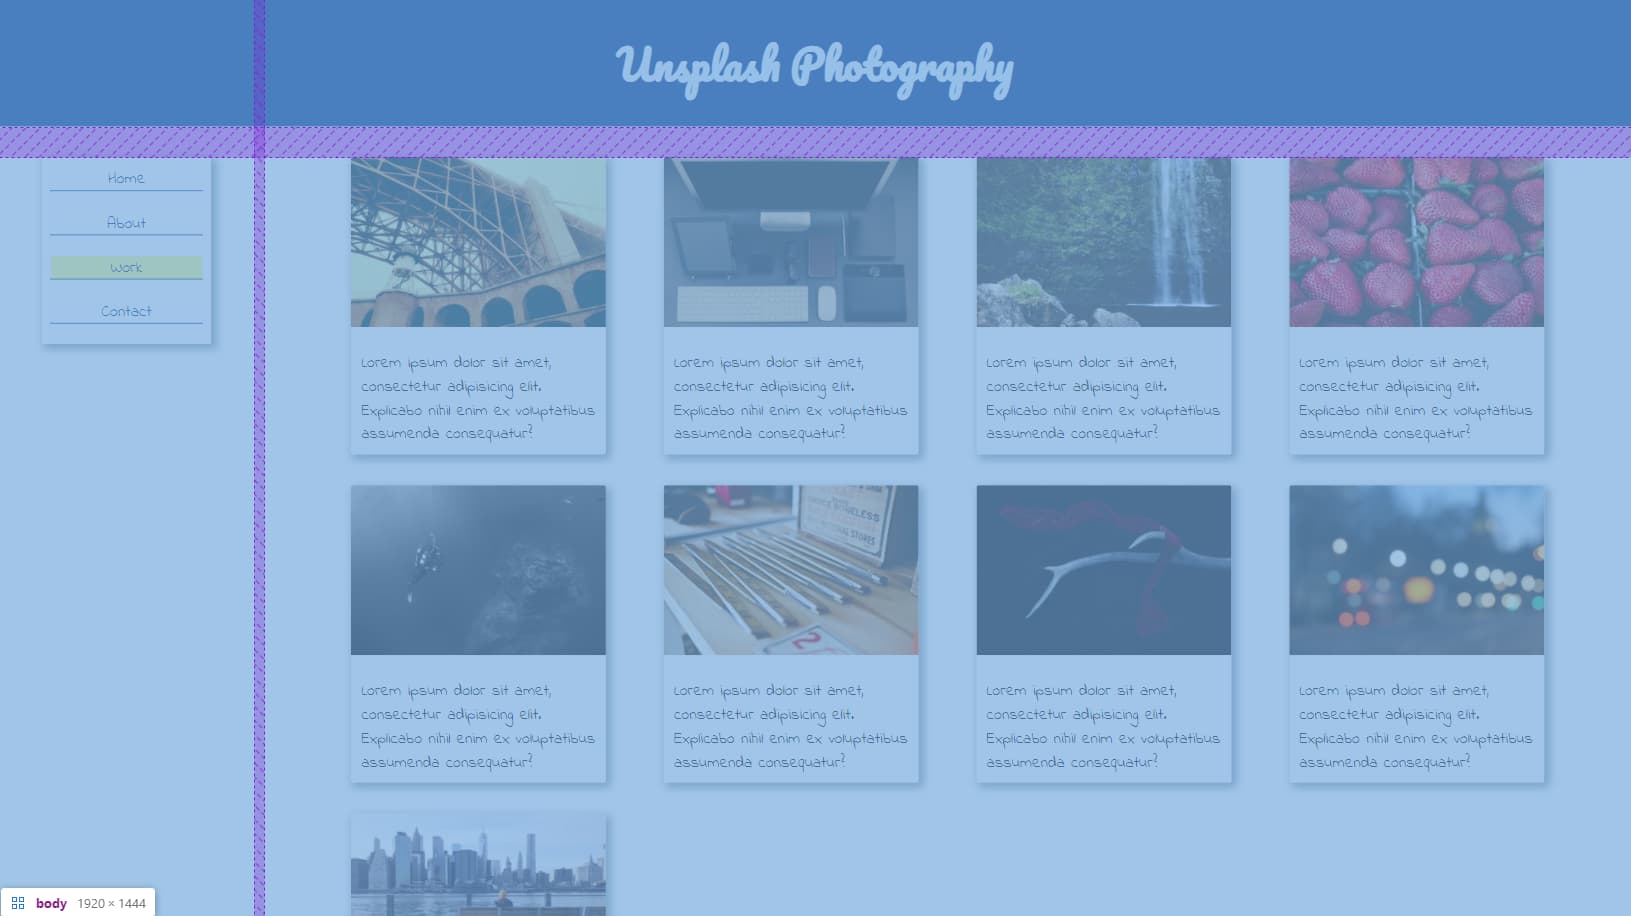 Unsplash Photography
Home
About
Work
Contact
Lorem ipsum dolor sit amet,
consectetur adipisicing elit.
Explicabo nihil enim ex voluptatibus
assumenda consequatur?
Lorem ipsum dolor sit amet,
consectetur adipisicing elit.
Explicabo nihil enim ex voluptatibus
assumenda consequatur?
Lorem ipsum dolor sit amet,
consectetur adipisicing elit.
Explicabo nihil enim ex voluptatibus
assumenda consequatur?
Lorem ipsum dolor sit amet,
consectetur adipisicing elit.
Explicabo nihil enim ex voluptatibus
assumenda consequatur?
STORES
2
Lorem ipsum dolor sit amet,
consectetur adipisicing elit.
Explicabo nihil enim ex voluptatibus
assumenda consequatur?
Lorem ipsum dolor sit amet,
consectetur adipisicing elit.
Explicabo nihil enim ex voluptatibus
assumenda consequatur?
Lorem ipsum dolor sit amet,
consectetur adipisicing elit.
Explicabo nihil enim ex voluptatibus
assumenda consequatur?
Lorem ipsum dolor sit amet,
consectetur adipisicing elit.
Explicabo nihil enim ex voluptatibus
assumenda consequatur?
body 1920 × 1444